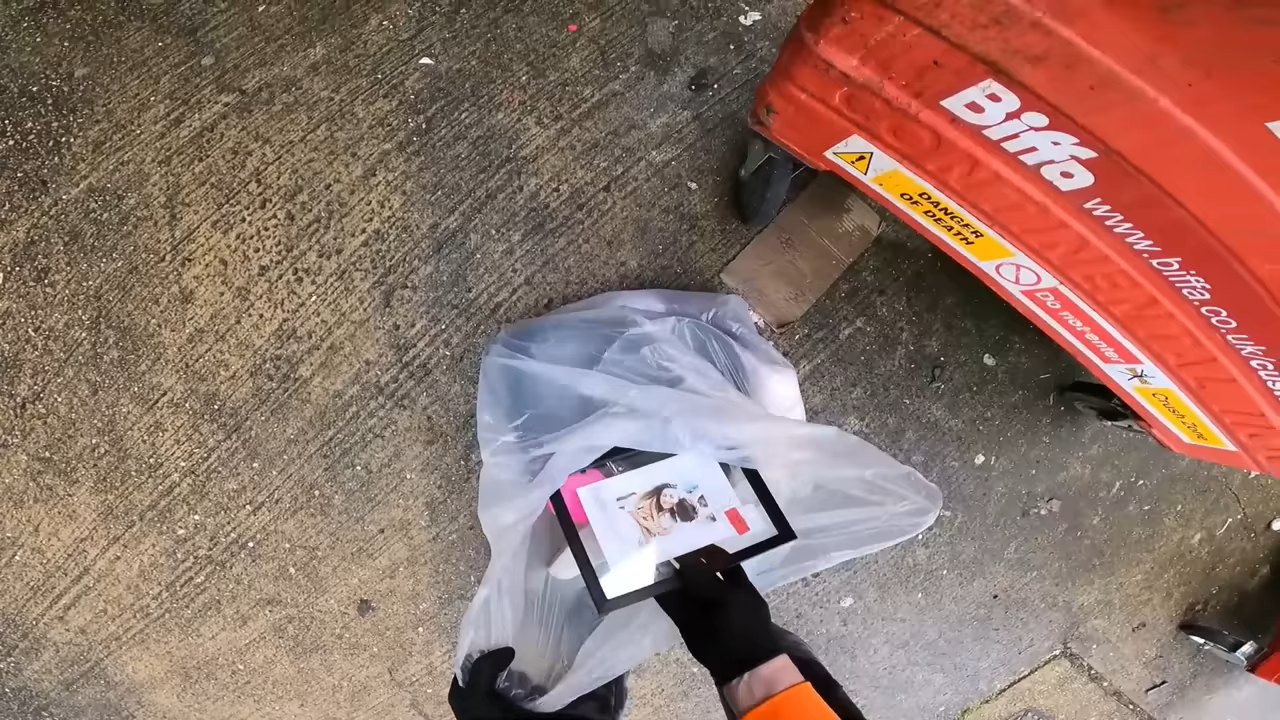 Biffa
www.biffa.co.uk/cus
DANGER
OF DEATH
Do not enter
Crush Zone